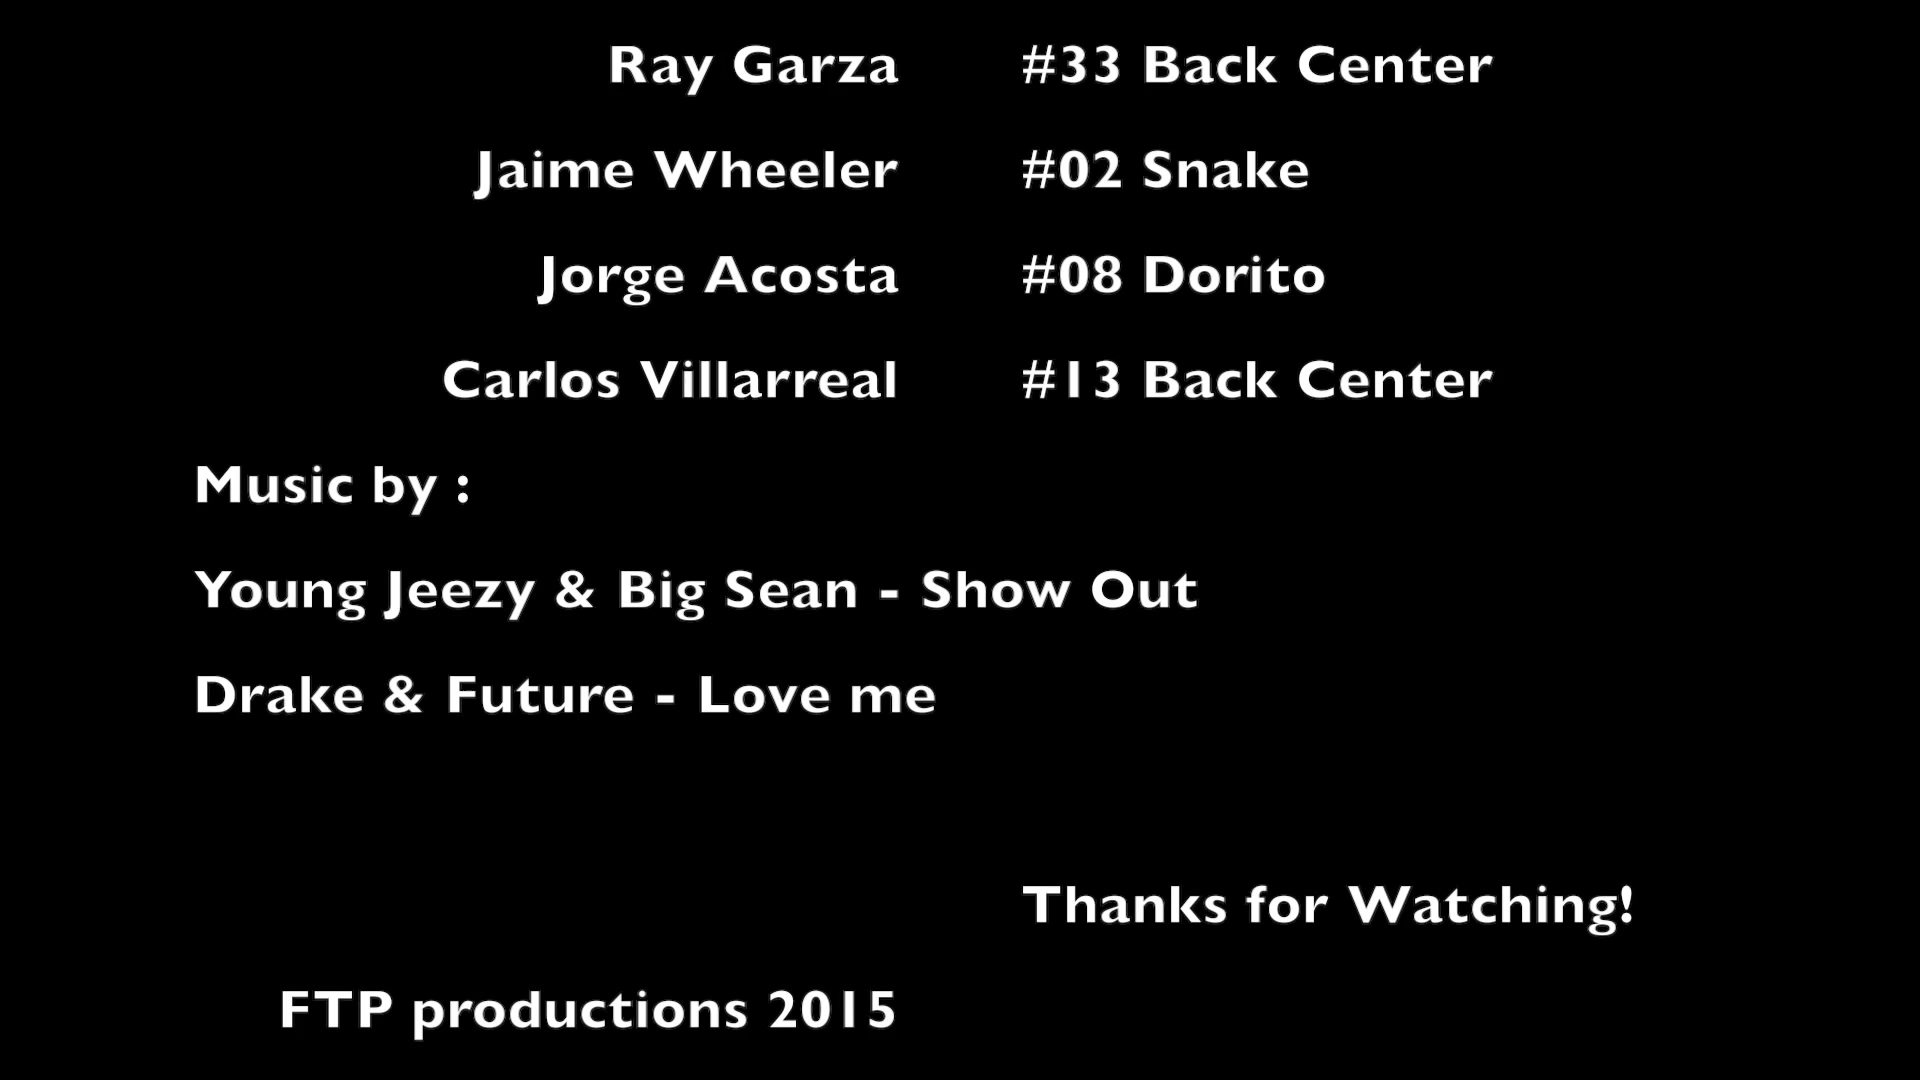 Ray Garza #33 Back Center
Jaime Wheeler #02 Snake
Jorge Acosta #08 Dorito
Carlos Villarreal #13 Back Center
Music by :
Young Jeezy & Big Sean - Show Out
Drake & Future - Love me
Thanks for Watching!
FTP productions 2015